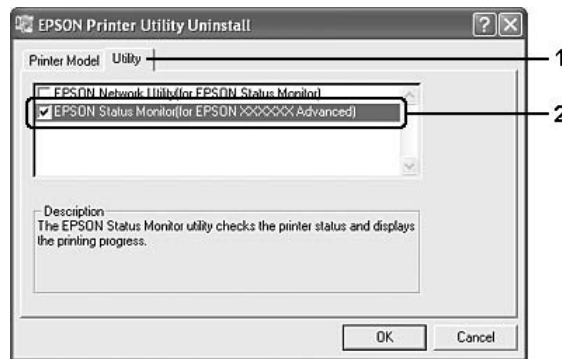 EPSON Printer Utility Uninstall
Printer Model Utility 1
EPSON Network Utility(for EPSON Status Monitor)
EPSON Status Monitor(for EPSON XXXXXX Advanced) 2
Description
The EPSON Status Monitor utility checks the printer status and displays
the printing progress.
OK Cancel